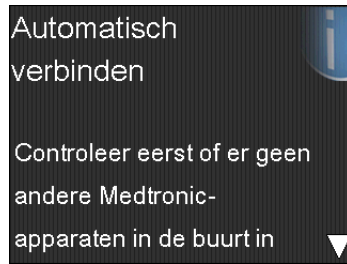 Automatisch
verbinden
Controleer eerst of er geen
andere Medtronic-
apparaten in de buurt in